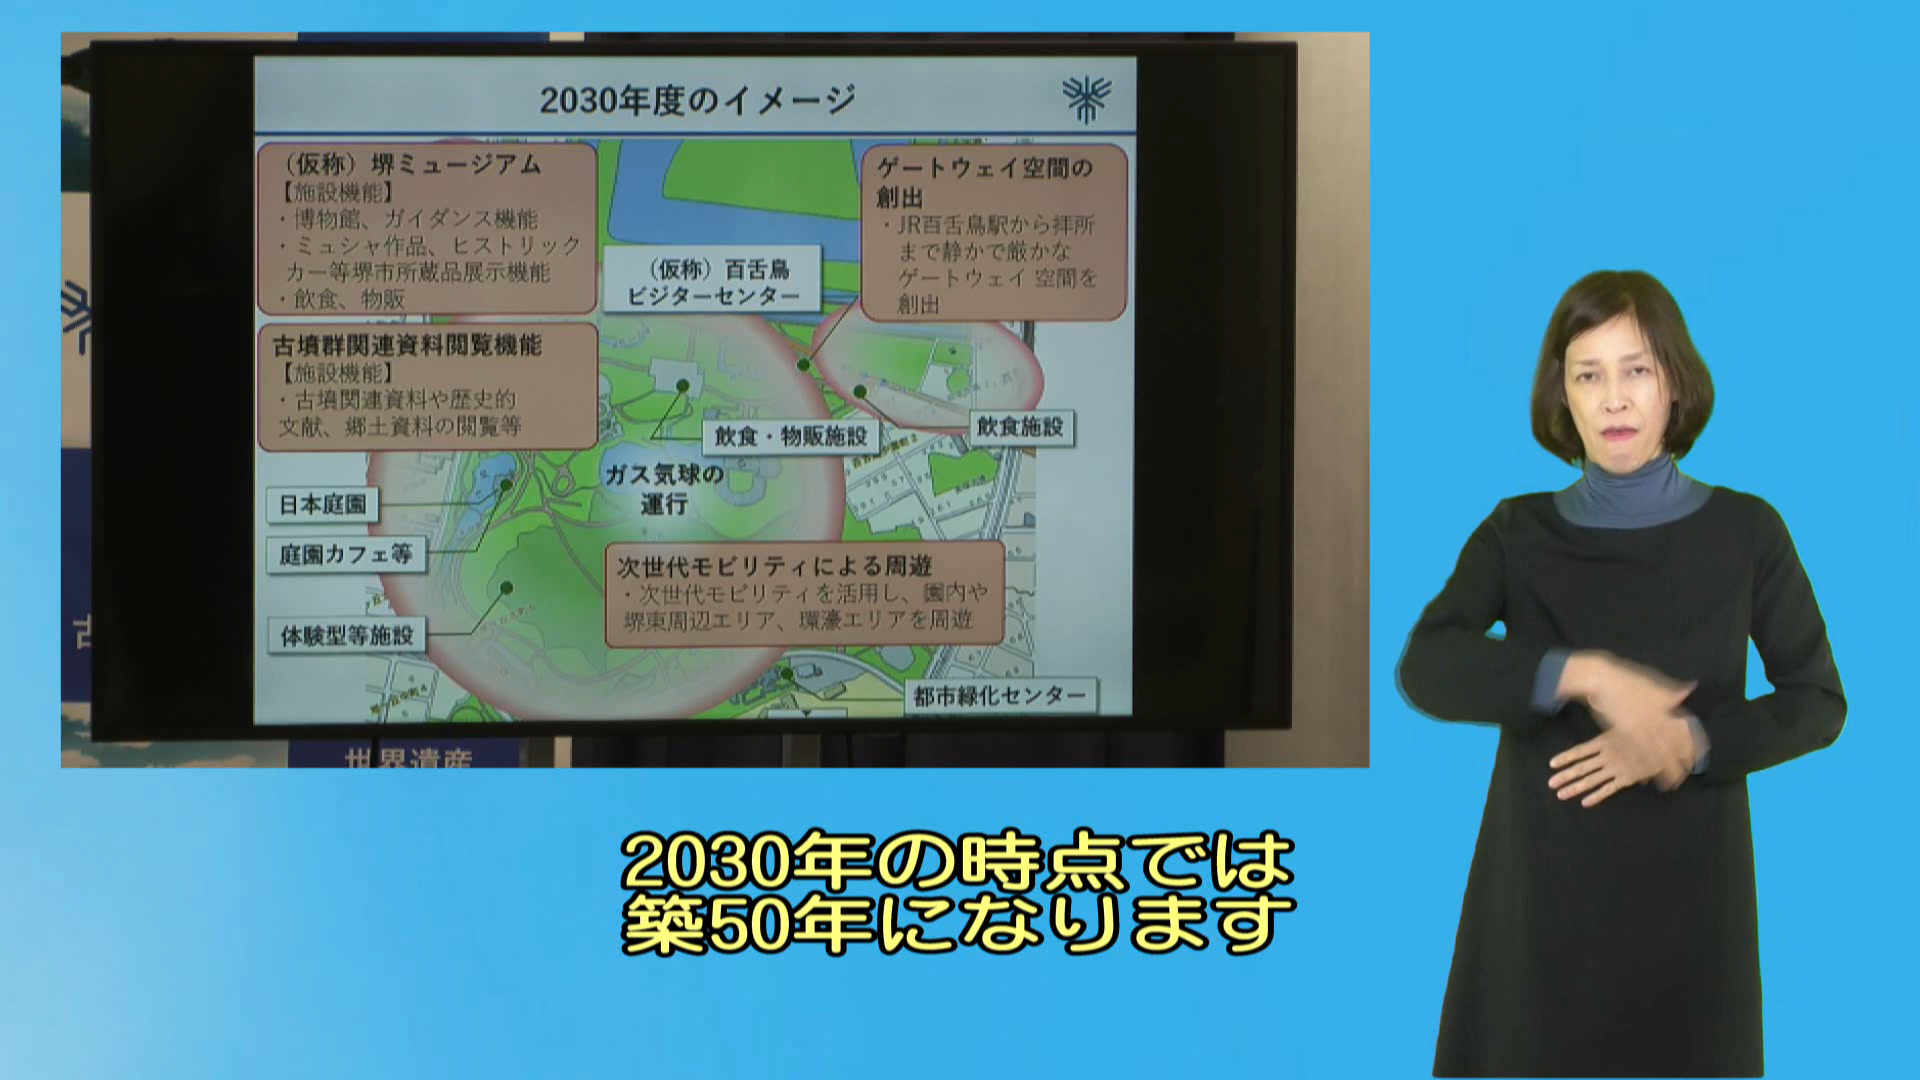 2030年度のイメージ
（仮称）堺ミュージアム
【施設機能】
・博物館、ガイダンス機能
・ミュシャ作品、ヒストリック
カー等堺市所蔵品展示機能
・飲食、物販
古墳群関連資料閲覧機能
【施設機能】
・古墳関連資料や歴史的
文献、郷土資料の閲覧等
（仮称）百舌鳥
ビジターセンター
ゲートウェイ空間の
創出
・JR百舌鳥駅から拝所
まで静かで厳かな
ゲートウェイ 空間を
創出
飲食・物販施設
飲食施設
ガス気球の
運行
日本庭園
庭園カフェ等
体験型等施設
次世代モビリティによる周遊
・次世代モビリティを活用し、園内や
堺東周辺エリア、環濠エリアを周遊
都市緑化センター
古
世界遺産
2030年の時点では
築50年になります